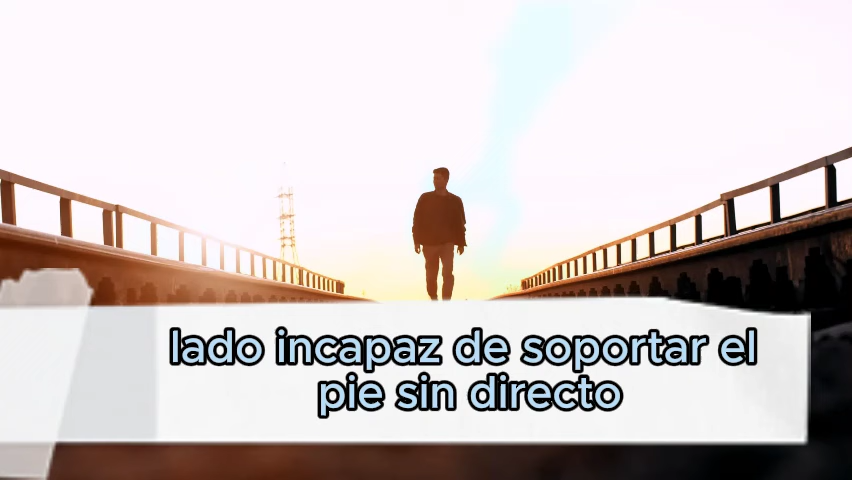 lado incapaz de soportar el
pie sin directo